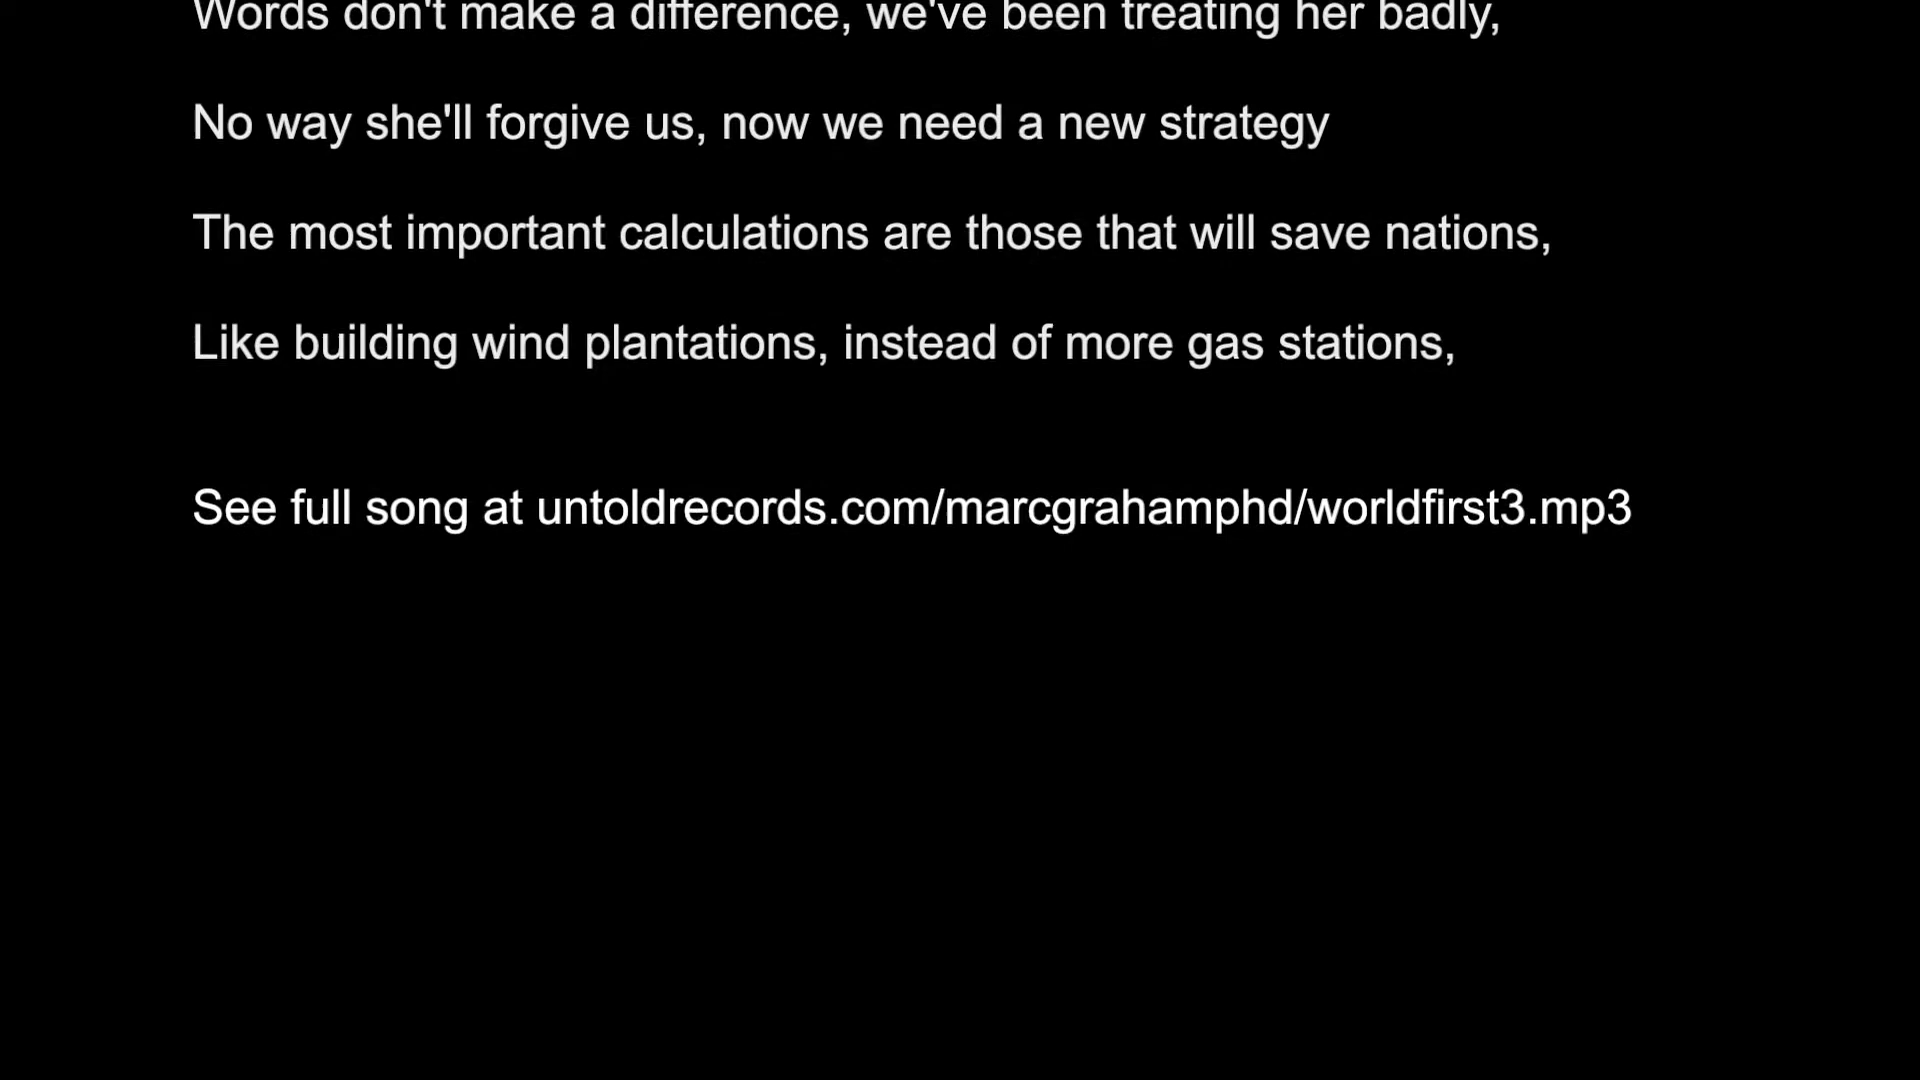 Words don't make a difference, we've been treating her badly,
No way she'll forgive us, now we need a new strategy
The most important calculations are those that will save nations,
Like building wind plantations, instead of more gas stations,
See full song at untoldrecords.com/marcgrahamphd/worldfirst3.mp3